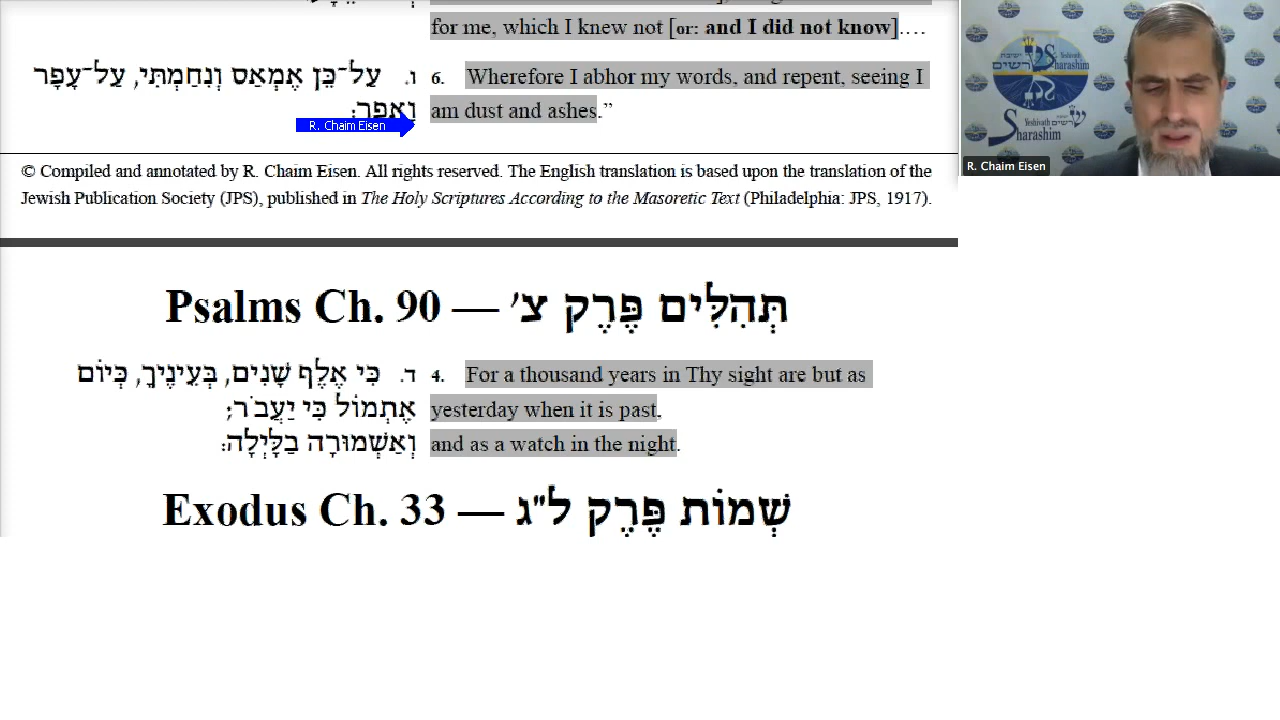 for me, which I knew not [or: and I did not know]….
ו. עַל־כֵּן אֶמְאַס וְנִחַמְתִּי, עַל־עָפָר
6. Wherefore I abhor my words, and repent, seeing I
וָאֵפֶר:
am dust and ashes.”
R. Chaim Eisen
© Compiled and annotated by R. Chaim Eisen. All rights reserved. The English translation is based upon the translation of the
Jewish Publication Society (JPS), published in The Holy Scriptures According to the Masoretic Text (Philadelphia: JPS, 1917).
Psalms Ch. 90 — תְּהִלִּים פֶּרֶק צ׳
ד. כִּי אֶלֶף שָׁנִים, בְּעֵינֶיךָ, כְּיוֹם
4. For a thousand years in Thy sight are but as
אֶתְמוֹל כִּי יַעֲבֹר;
yesterday when it is past,
וְאַשְׁמוּרָה בַלָּיְלָה:
and as a watch in the night.
Exodus Ch. 33 — שְׁמוֹת פֶּרֶק ל״ג
ישיבת שרשים
Sharashim
Yeshivath שרשים
Sharashim
R. Chaim Eisen